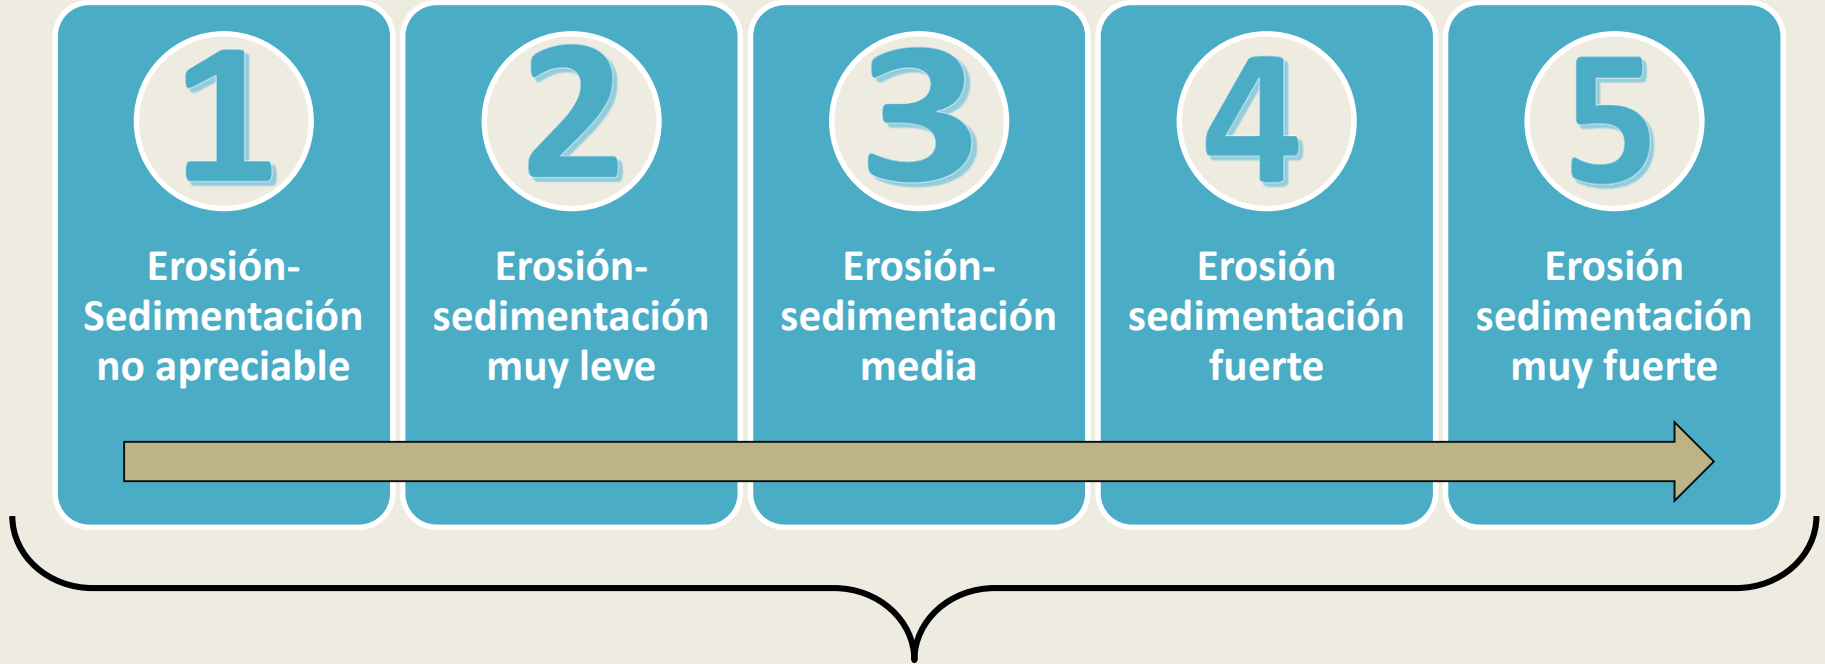 1
Erosión-
Sedimentación
no apreciable
2
Erosión-
sedimentación
muy leve
3
Erosión-
sedimentación
media
4
Erosión
sedimentación
fuerte
5
Erosión
sedimentación
muy fuerte